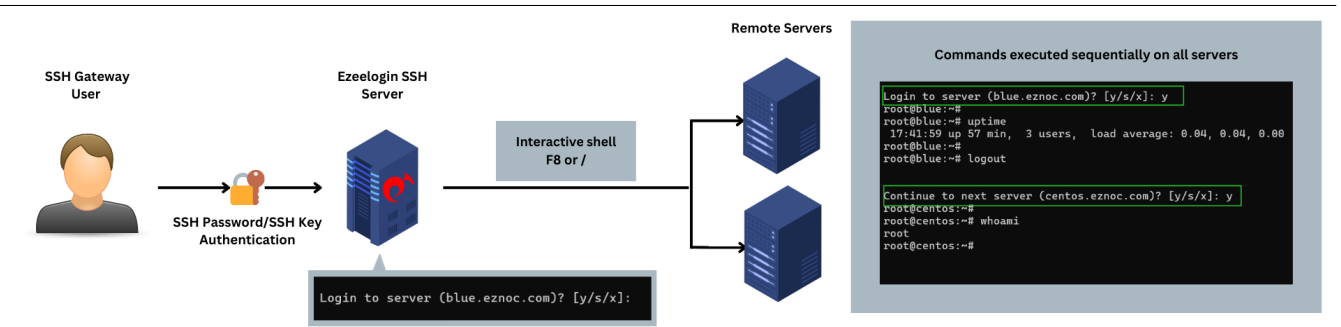 SSH Gateway
User
SSH Password/SSH Key
Authentication
Ezeelogin SSH
Server
Login to server (blue.eznoc.com)? [y/s/x]:
Interactive shell
F8 or /
Remote Servers
Commands executed sequentially on all servers
Login to server (blue.eznoc.com)? [y/s/x]: y
root@blue:~#
root@blue:~# uptime
17:41:59 up 57 min, 3 users, load average: 0.04, 0.04, 0.00
root@blue:~#
root@blue:~# logout
Continue to next server (centos.eznoc.com)? [y/s/x]: y
root@centos:~#
root@centos:~# whoami
root
root@centos:~#